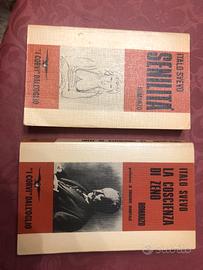 ITALO SVEVO
SENILITÀ
ROMANZO
"I CORVI" DALL'OGLIO
ITALO SVEVO
LA COSCIENZA
DI ZENO
ROMANZO
"I CORVI" DALL'OGLIO